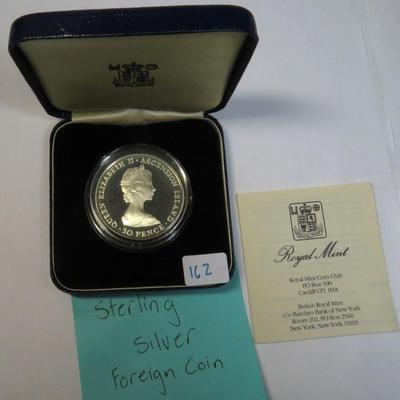 QUEEN ELIZABETH II · ASCENSION ISLAND
· 50 PENCE ·
162
Sterling
Silver
Foreign Coin
Royal Mint
Royal Mint Coin Club
PO Box 500
Cardiff CF1 1HA
British Royal Mint
c/o Barclays Bank of New York
Room 202, PO Box 2560
New York, New York 10163